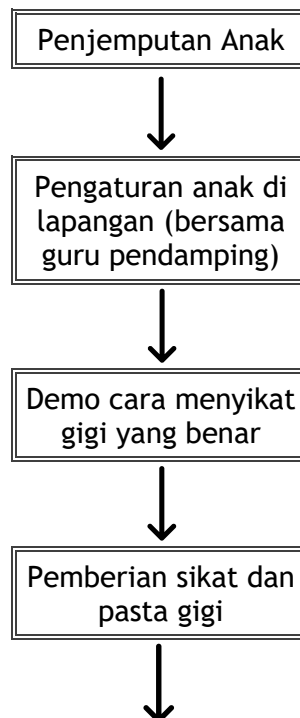 Penjemputan Anak
Pengaturan anak di
lapangan (bersama
guru pendamping)
Demo cara menyikat
gigi yang benar
Pemberian sikat dan
pasta gigi